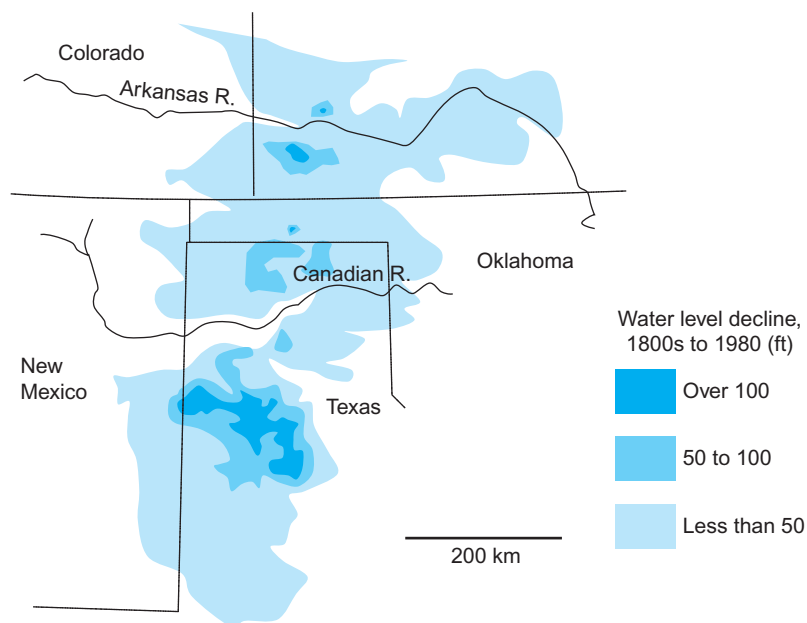 Colorado
Arkansas R.
Canadian R.
Oklahoma
New
Mexico
Texas
Water level decline,
1800s to 1980 (ft)
Over 100
50 to 100
Less than 50
200 km